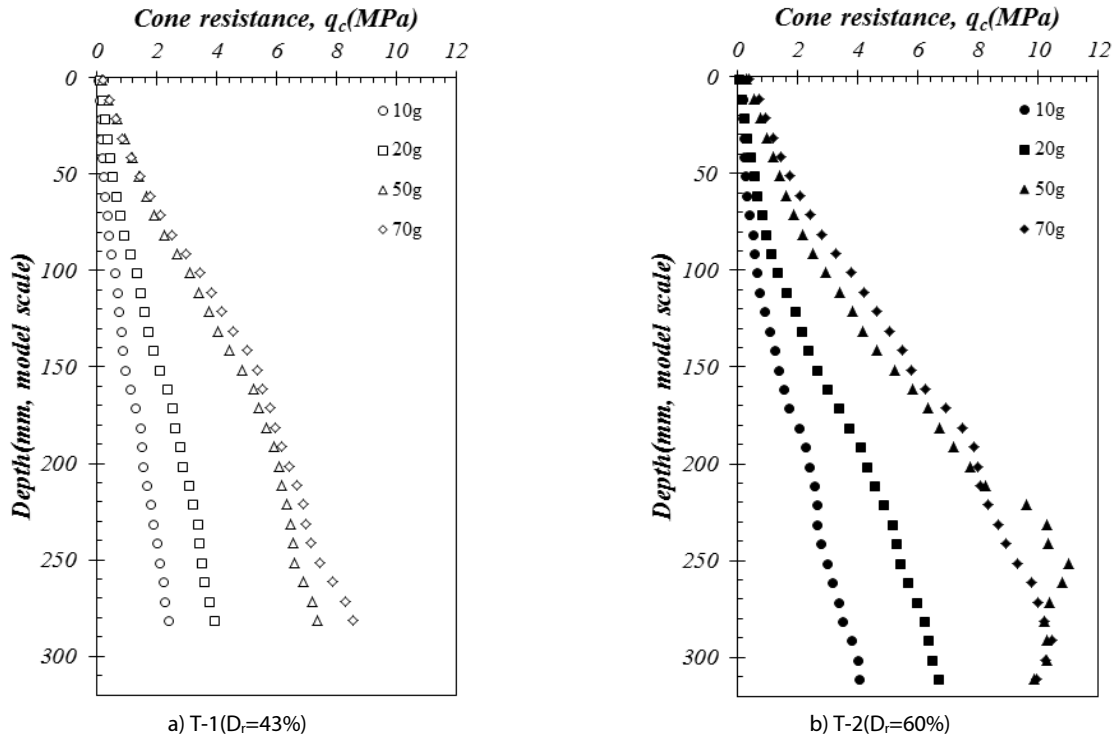 Cone resistance, qc(MPa)
0 2 4 6 8 10 12
0
50
100
150
200
250
300
Depth(mm, model scale)
10g
20g
50g
70g
a) T-1(Dr=43%)
Cone resistance, qc(MPa)
0 2 4 6 8 10 12
0
50
100
150
200
250
300
Depth(mm, model scale)
10g
20g
50g
70g
b) T-2(Dr=60%)